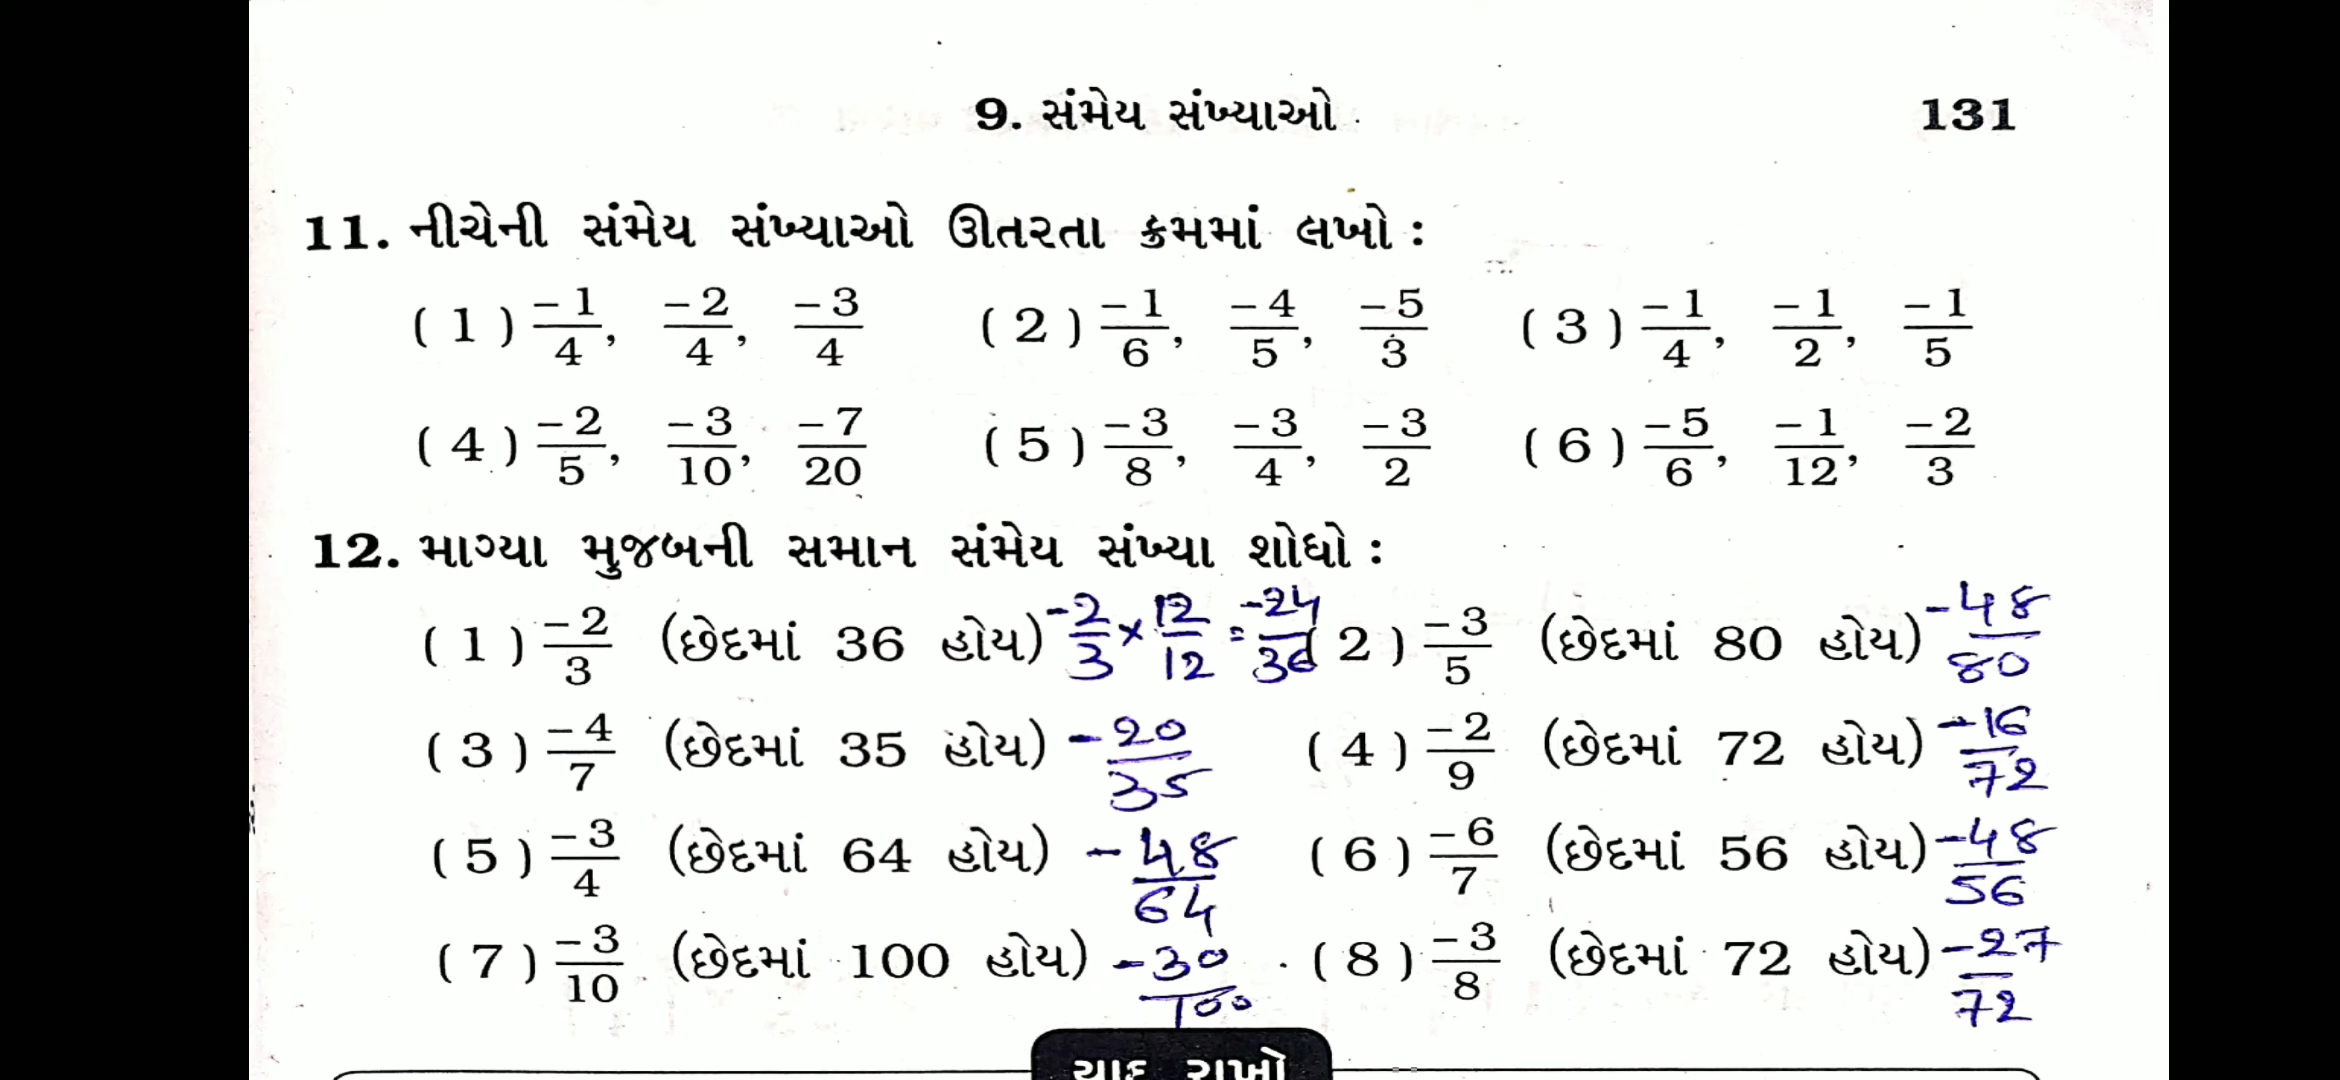 9. સંમેય સંખ્યાઓ 131
11. નીચેની સંમેય સંખ્યાઓ ઊતરતા ક્રમમાં લખો :
( 1 ) -1/4, -2/4, -3/4 ( 2 ) -1/6, -4/5, -5/3 ( 3 ) -1/4, -1/2, -1/5
( 4 ) -2/5, -3/10, -7/20 ( 5 ) -3/8, -3/4, -3/2 ( 6 ) -5/6, -1/12, -2/3
12. માગ્યા મુજબની સમાન સંમેય સંખ્યા શોધો :
( 1 ) -2/3 (છેદમાં 36 હોય) -2/3 × 12/12 = -24/36 ( 2 ) -3/5 (છેદમાં 80 હોય) -48/80
( 3 ) -4/7 (છેદમાં 35 હોય) -20/35 ( 4 ) -2/9 (છેદમાં 72 હોય) -16/72
( 5 ) -3/4 (છેદમાં 64 હોય) -48/64 ( 6 ) -6/7 (છેદમાં 56 હોય) -48/56
( 7 ) -3/10 (છેદમાં 100 હોય) -30/100 ( 8 ) -3/8 (છેદમાં 72 હોય) -27/72
યાદ રાખો